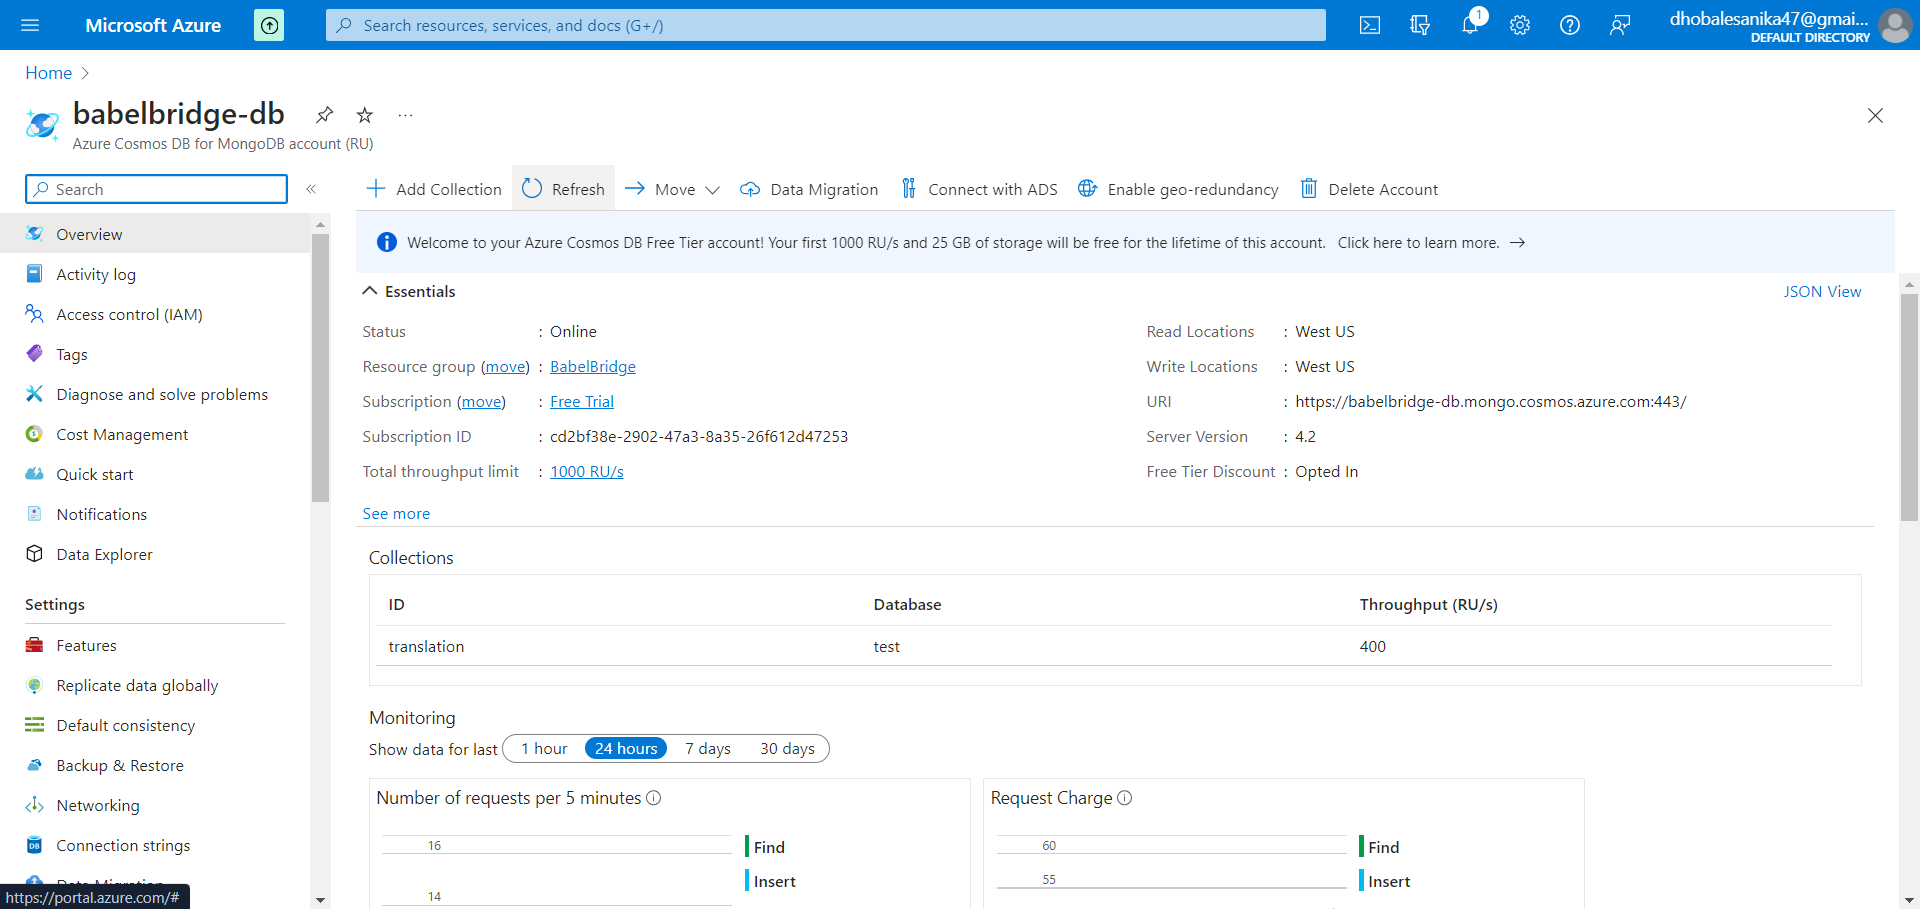 Microsoft Azure
Search resources, services, and docs (G+/)
1
dhobalesanika47@gmai...
DEFAULT DIRECTORY
Home
babelbridge-db
Azure Cosmos DB for MongoDB account (RU)
Search
Add Collection
Refresh
Move
Data Migration
Connect with ADS
Enable geo-redundancy
Delete Account
Overview
Activity log
Access control (IAM)
Tags
Diagnose and solve problems
Cost Management
Quick start
Notifications
Data Explorer
Settings
Features
Replicate data globally
Default consistency
Backup & Restore
Networking
Connection strings
Data Migration
https://portal.azure.com/#
Welcome to your Azure Cosmos DB Free Tier account! Your first 1000 RU/s and 25 GB of storage will be free for the lifetime of this account. Click here to learn more. →
Essentials
JSON View
Status : Online
Resource group (move) : BabelBridge
Subscription (move) : Free Trial
Subscription ID : cd2bf38e-2902-47a3-8a35-26f612d47253
Total throughput limit : 1000 RU/s
Read Locations : West US
Write Locations : West US
URI : https://babelbridge-db.mongo.cosmos.azure.com:443/
Server Version : 4.2
Free Tier Discount : Opted In
See more
Collections
ID Database Throughput (RU/s)
translation test 400
Monitoring
Show data for last 1 hour 24 hours 7 days 30 days
Number of requests per 5 minutes
16
14
Find
Insert
Request Charge
60
55
Find
Insert